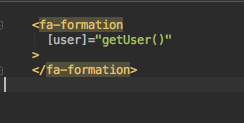 <fa-formation
[user]="getUser()"
>
</fa-formation>